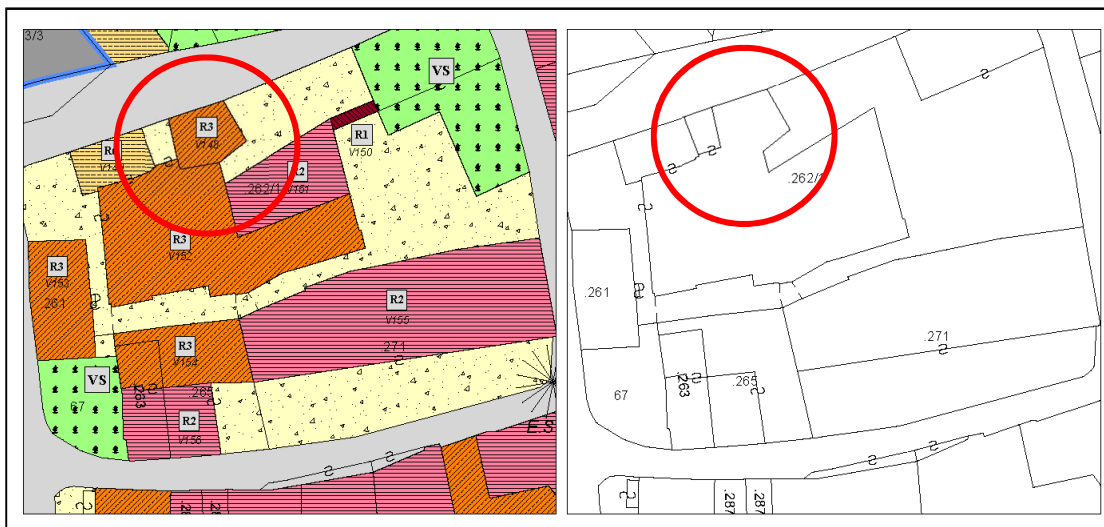 3/3
VS
R3
V148
R1
V150
R2
.262/1
V161
R3
V152
R3
V153
261
R2
V155
R3
V154
.271
VS
67
.263
.265
R2
V156
E.S
.262/1
.261
.271
67
.263
.265
.287
.287